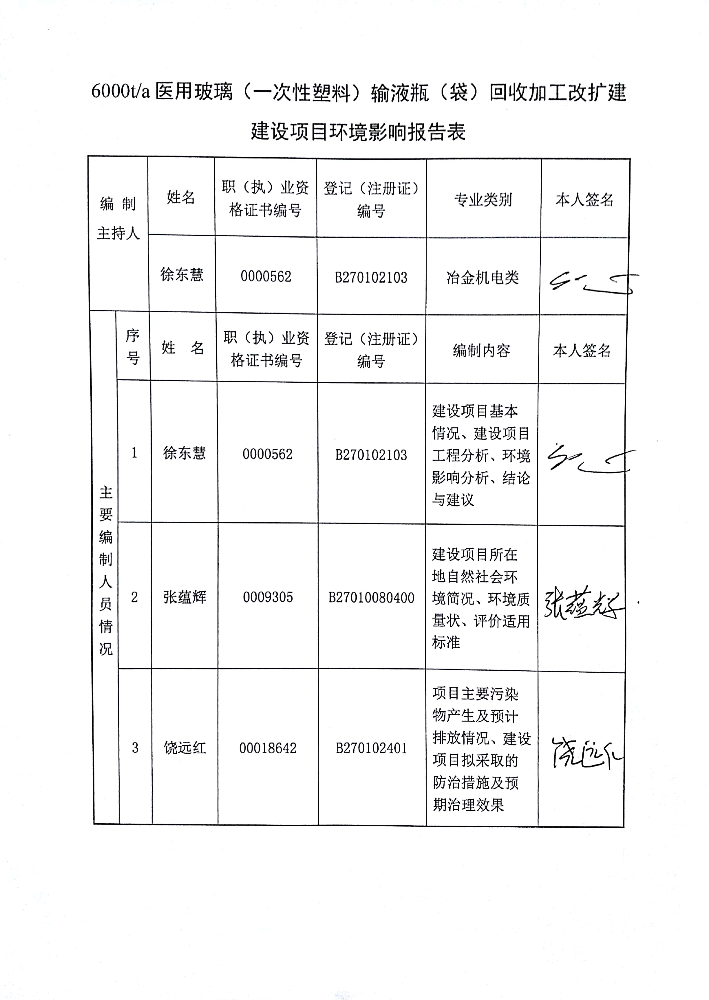 6000t/a 医用玻璃（一次性塑料）输液瓶（袋）回收加工改扩建
建设项目环境影响报告表
编 制
主持人
姓名
职（执）业资
格证书编号
登记（注册证）
编号
专业类别
本人签名
徐东慧
0000562
B270102103
冶金机电类
主要编制人员情况
序
号
姓 名
职（执）业资
格证书编号
登记（注册证）
编号
编制内容
本人签名
1
徐东慧
0000562
B270102103
建设项目基本
情况、建设项目
工程分析、环境
影响分析、结论
与建议
2
张蕴辉
0009305
B27010080400
建设项目所在
地自然社会环
境简况、环境质
量状、评价适用
标准
张蕴辉
3
饶远红
00018642
B270102401
项目主要污染
物产生及预计
排放情况、建设
项目拟采取的
防治措施及预
期治理效果
饶远红